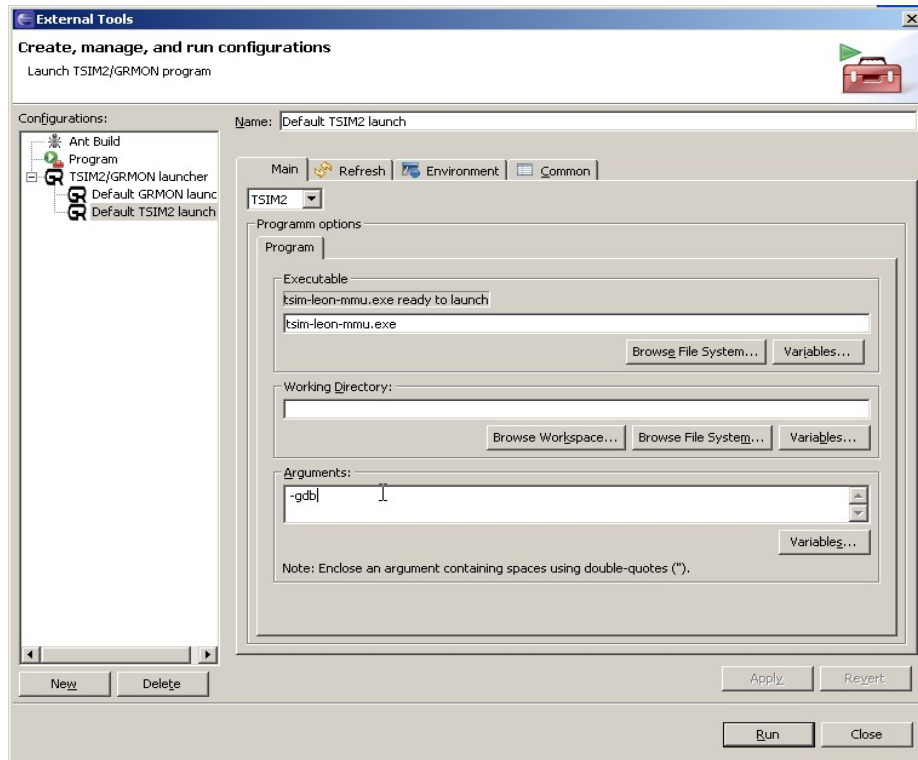 External Tools
Create, manage, and run configurations
Launch TSIM2/GRMON program
Configurations:
Ant Build
Program
TSIM2/GRMON launcher
Default GRMON launc
Default TSIM2 launch
New
Delete
Name: Default TSIM2 launch
Main Refresh Environment Common
TSIM2
Programm options
Program
Executable
tsim-leon-mmu.exe ready to launch
tsim-leon-mmu.exe
Browse File System... Variables...
Working Directory:
Browse Workspace... Browse File System... Variables...
Arguments:
-gdb
Variables...
Note: Enclose an argument containing spaces using double-quotes (").
Apply Revert
Run Close